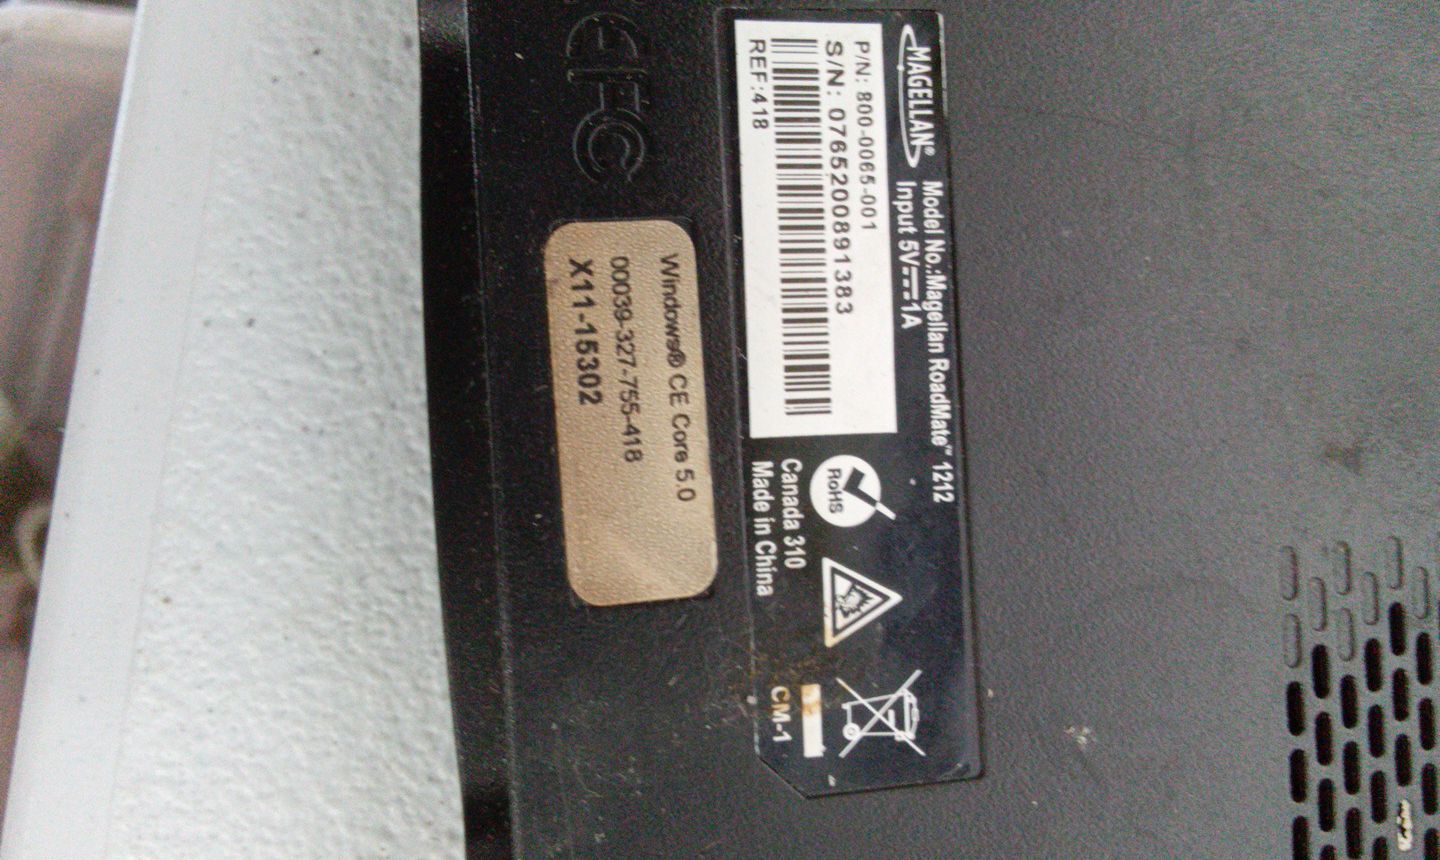 MAGELLAN®
Model No.:Magellan RoadMate™ 1212
Input 5V⎓1A
P/N: 800-0065-001
S/N: 0765200891383
REF:418
RoHS
Canada 310
Made in China
CM-1
Windows® CE Core 5.0
00039-327-755-418
X11-15302
FC